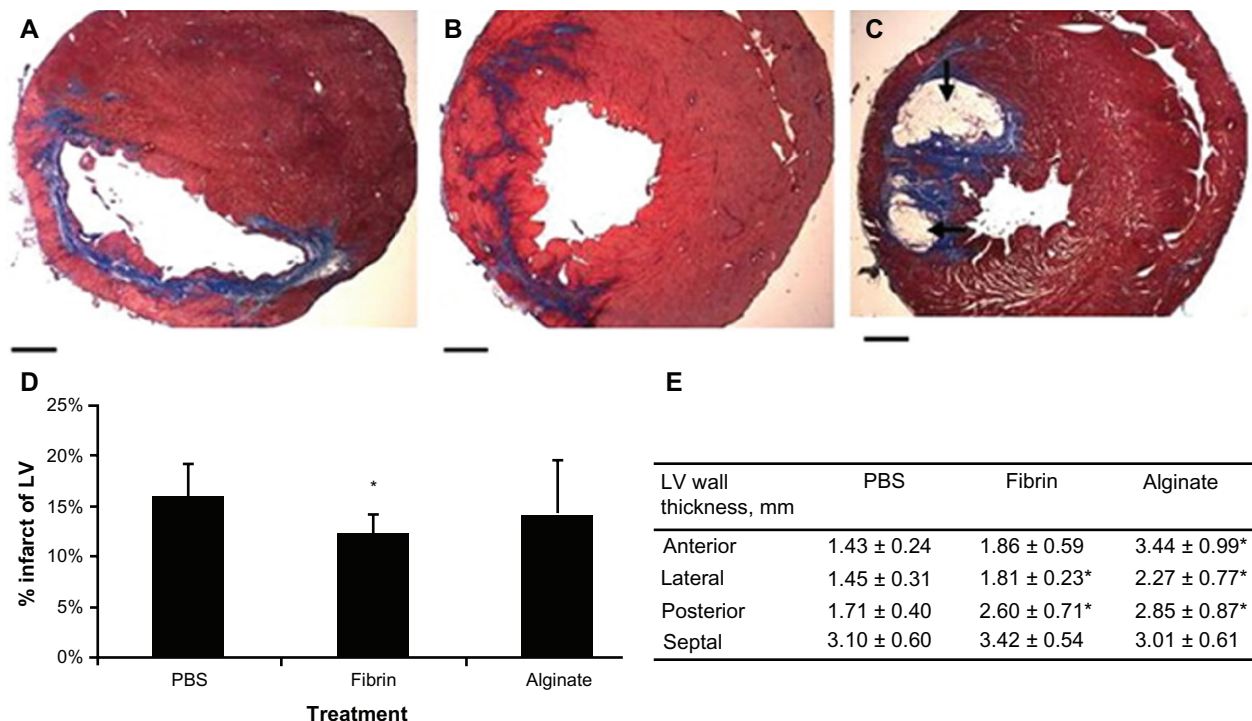 A
B
C
D
25%
20%
15%
10%
5%
0%
% infarct of LV
*
PBS
Fibrin
Alginate
Treatment
E
LV wall thickness, mm PBS Fibrin Alginate
Anterior 1.43 ± 0.24 1.86 ± 0.59 3.44 ± 0.99*
Lateral 1.45 ± 0.31 1.81 ± 0.23* 2.27 ± 0.77*
Posterior 1.71 ± 0.40 2.60 ± 0.71* 2.85 ± 0.87*
Septal 3.10 ± 0.60 3.42 ± 0.54 3.01 ± 0.61